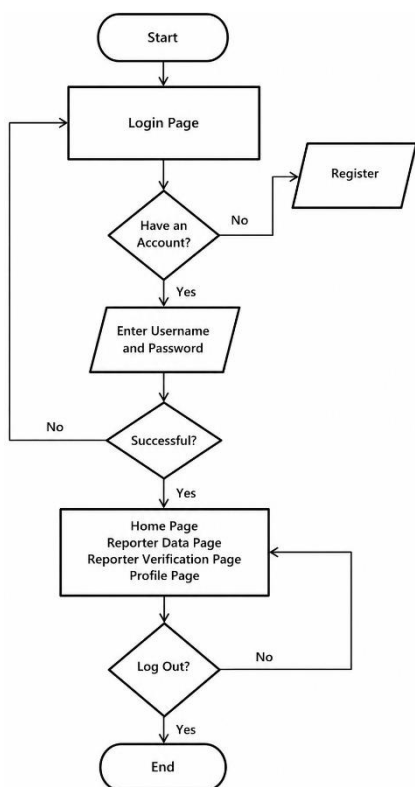 Start
Login Page
Register
No
Have an
Account?
Yes
Enter Username
and Password
No
Successful?
Yes
Home Page
Reporter Data Page
Reporter Verification Page
Profile Page
Log Out?
No
Yes
End